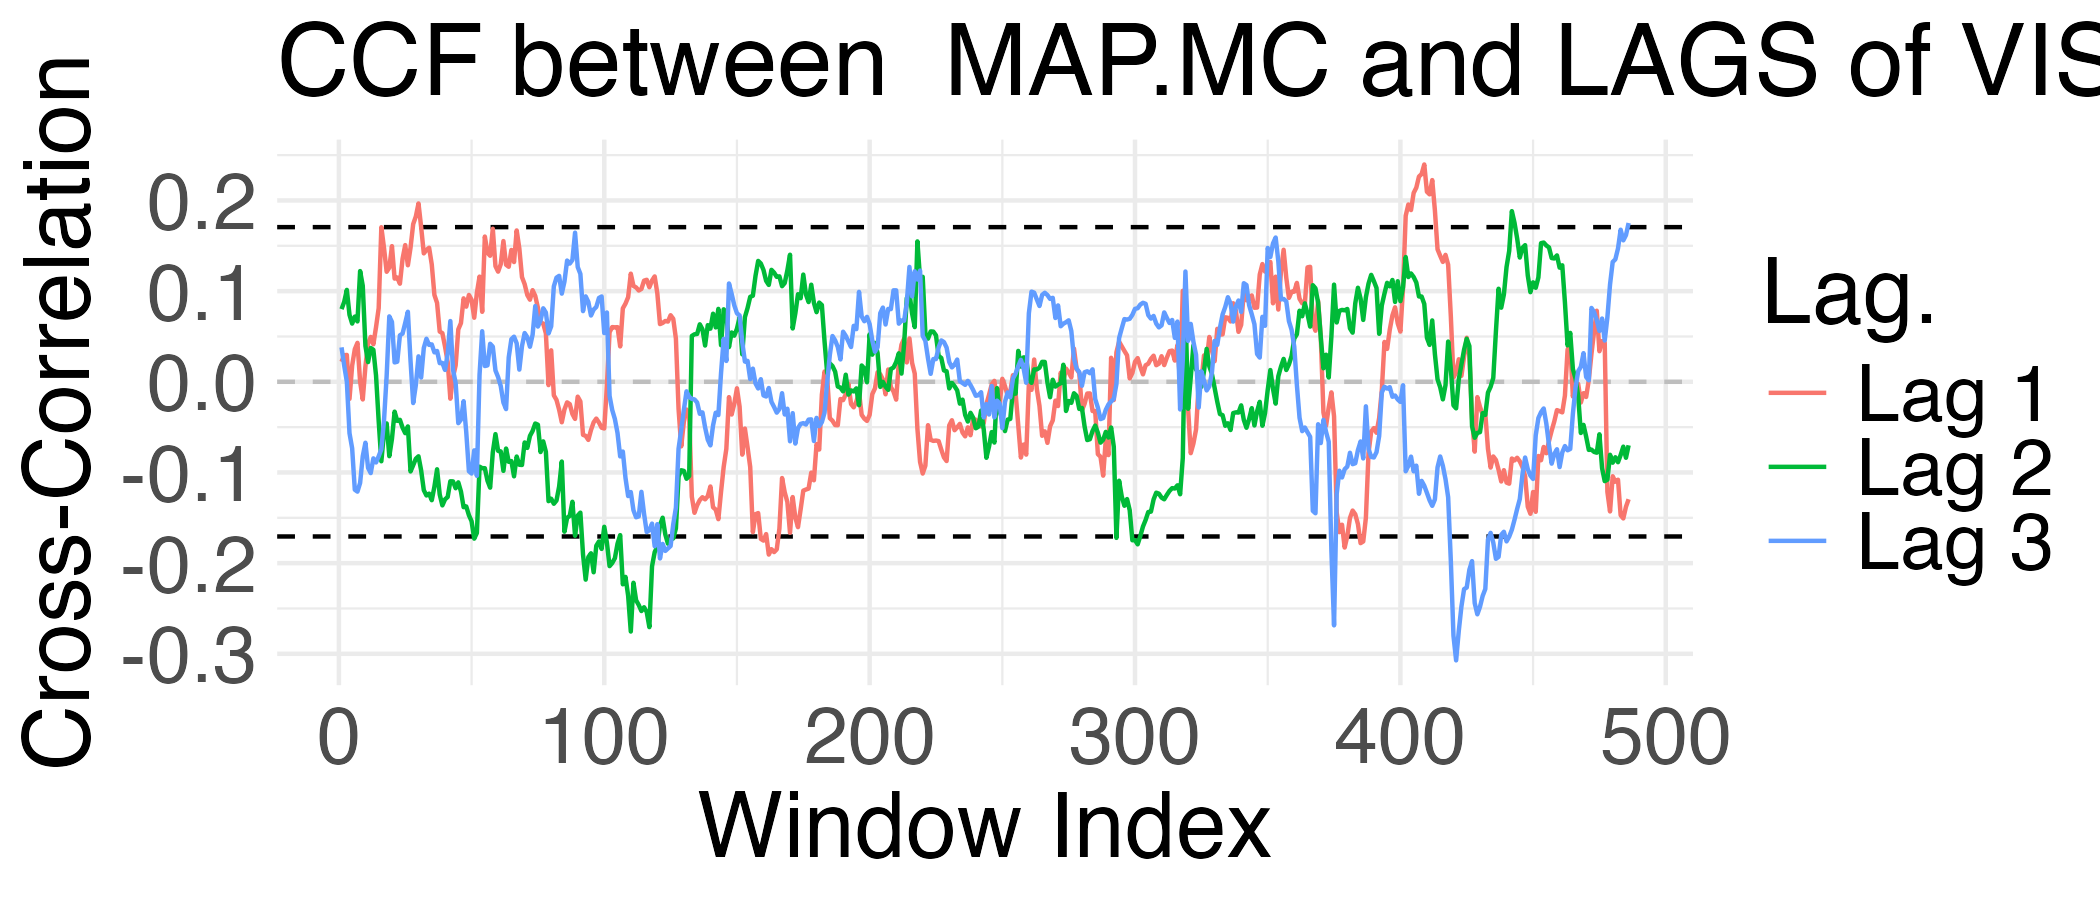 CCF between  MAP.MC and LAGS of VIS
Cross-Correlation
0.2
0.1
0.0
-0.1
-0.2
-0.3
0 100 200 300 400 500
Window Index
Lag.
Lag 1
Lag 2
Lag 3